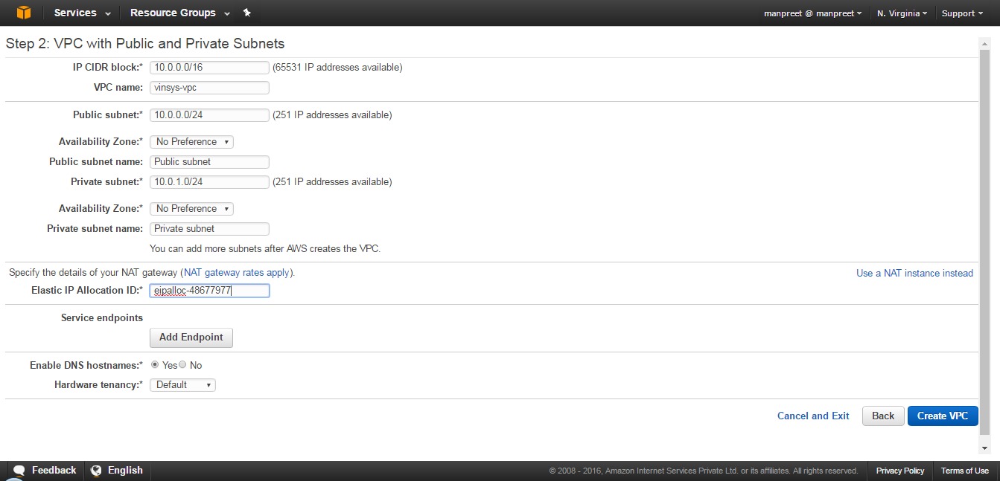 Services Resource Groups manpreet @ manpreet N. Virginia Support
Step 2: VPC with Public and Private Subnets
IP CIDR block:* 10.0.0.0/16 (65531 IP addresses available)
VPC name: vinsys-vpc
Public subnet:* 10.0.0.0/24 (251 IP addresses available)
Availability Zone:* No Preference
Public subnet name: Public subnet
Private subnet:* 10.0.1.0/24 (251 IP addresses available)
Availability Zone:* No Preference
Private subnet name: Private subnet
You can add more subnets after AWS creates the VPC.
Specify the details of your NAT gateway (NAT gateway rates apply). Use a NAT instance instead
Elastic IP Allocation ID:* eipalloc-48677977
Service endpoints
Add Endpoint
Enable DNS hostnames:* Yes No
Hardware tenancy:* Default
Cancel and Exit Back Create VPC
Feedback English © 2008 - 2016, Amazon Internet Services Private Ltd. or its affiliates. All rights reserved. Privacy Policy Terms of Use